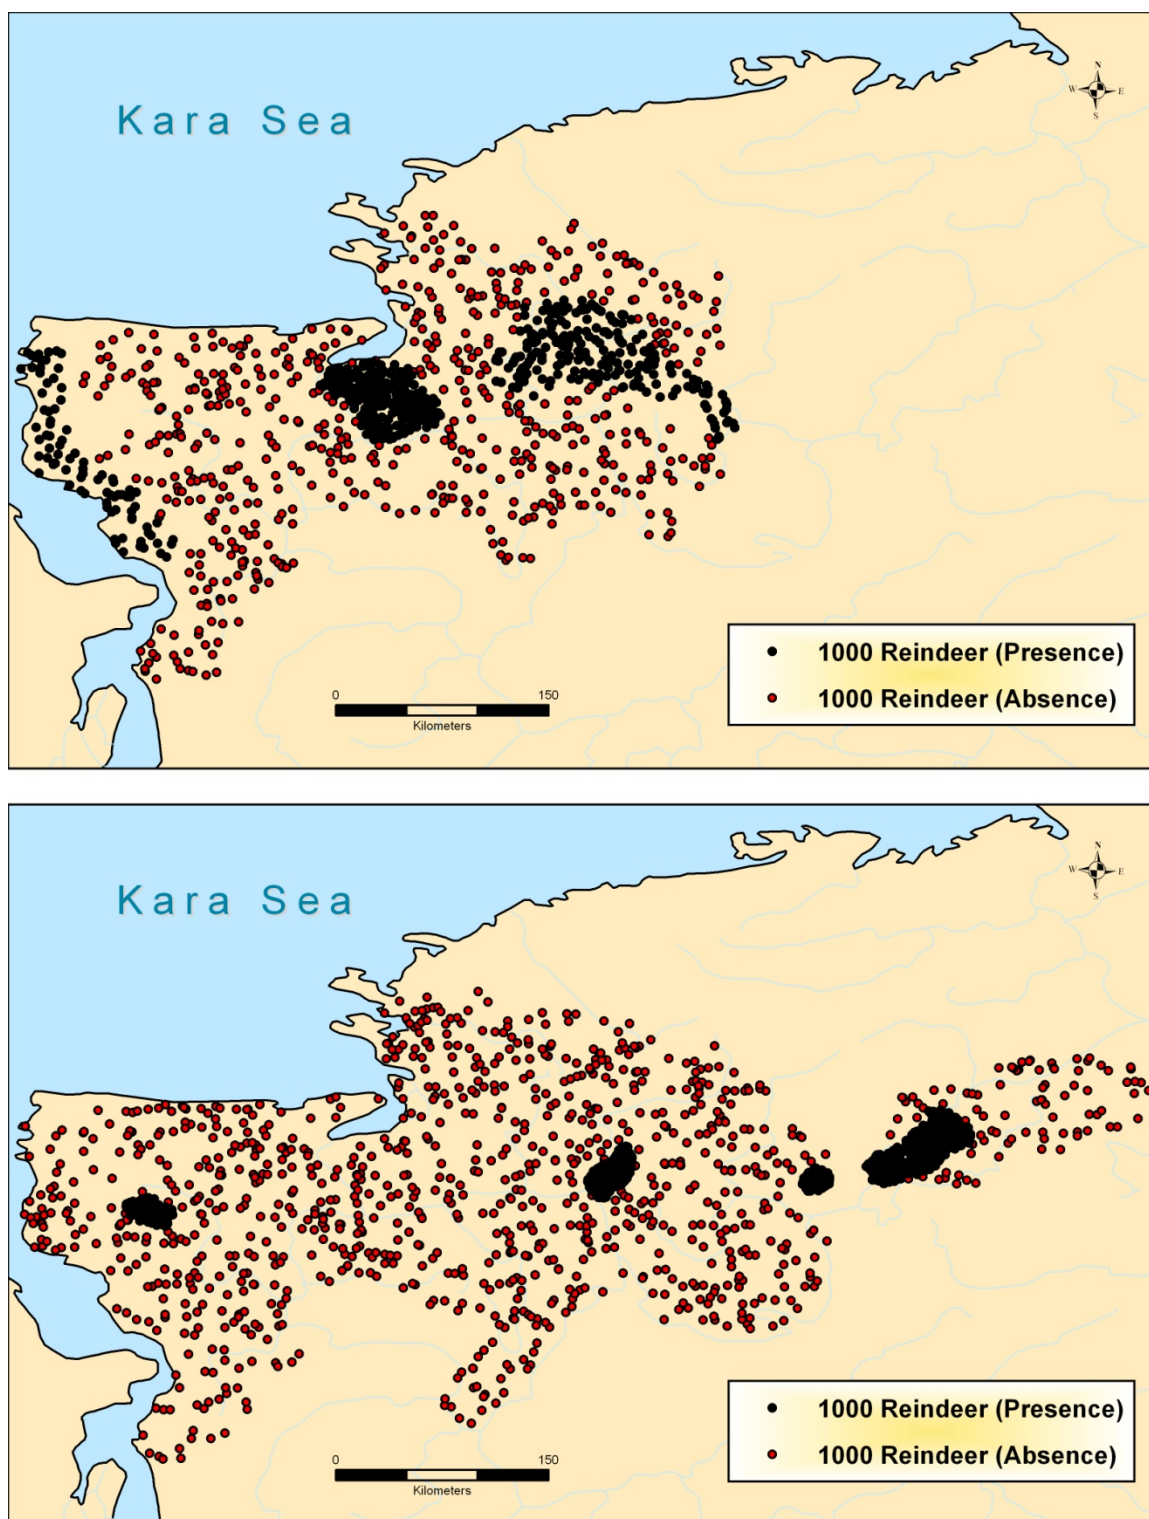 Kara Sea
N
W E
S
1000 Reindeer (Presence)
1000 Reindeer (Absence)
0 150
Kilometers
Kara Sea
N
W E
S
1000 Reindeer (Presence)
1000 Reindeer (Absence)
0 150
Kilometers